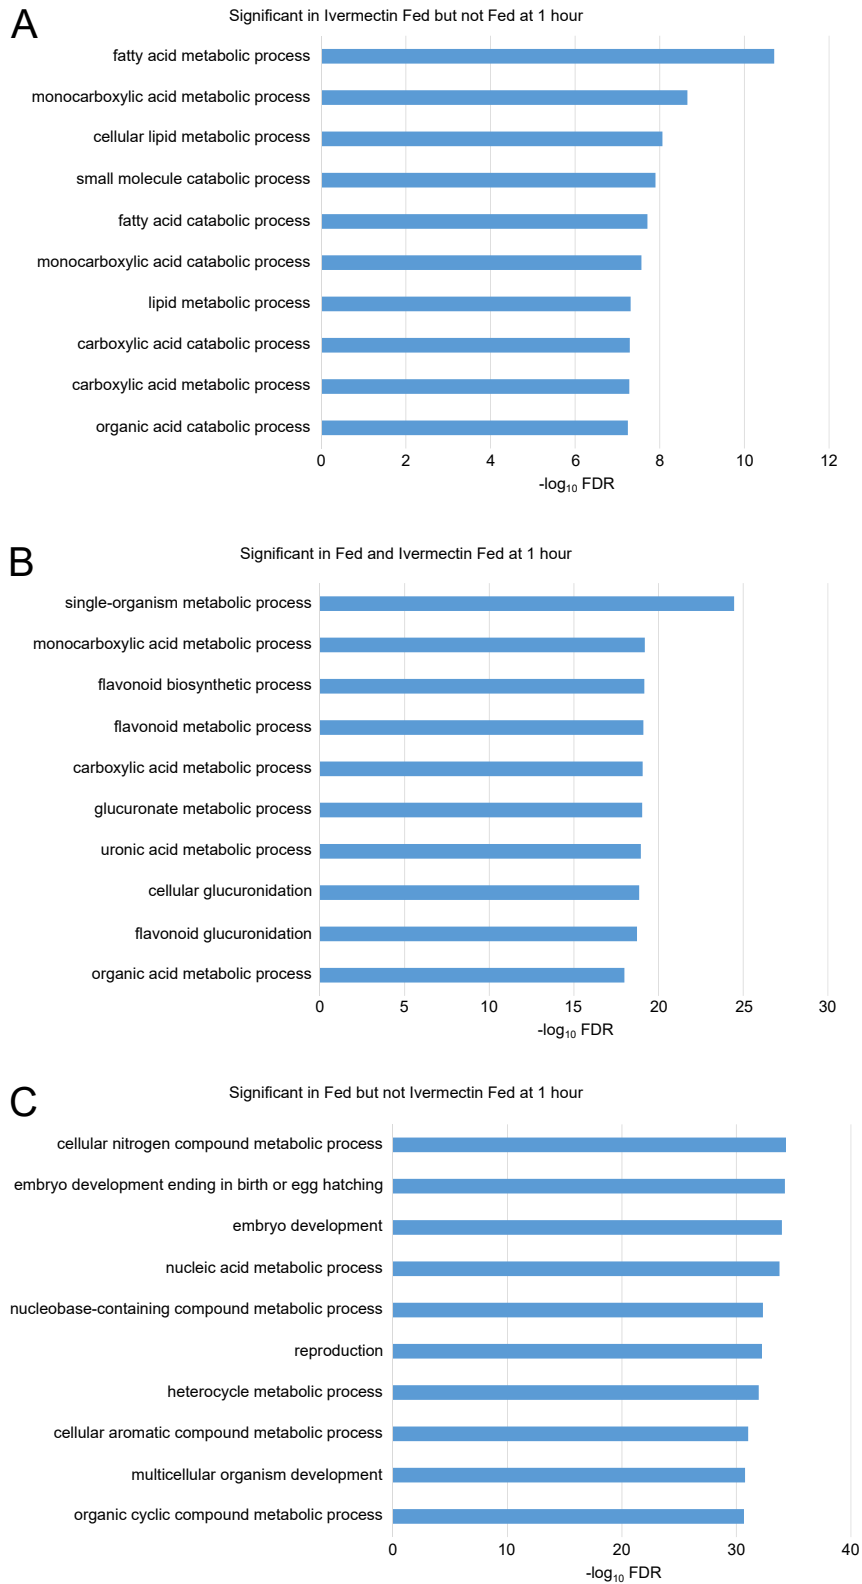 A
Significant in Ivermectin Fed but not Fed at 1 hour
fatty acid metabolic process
monocarboxylic acid metabolic process
cellular lipid metabolic process
small molecule catabolic process
fatty acid catabolic process
monocarboxylic acid catabolic process
lipid metabolic process
carboxylic acid catabolic process
carboxylic acid metabolic process
organic acid catabolic process
0 2 4 6 8 10 12
-log₁₀ FDR
B
Significant in Fed and Ivermectin Fed at 1 hour
single-organism metabolic process
monocarboxylic acid metabolic process
flavonoid biosynthetic process
flavonoid metabolic process
carboxylic acid metabolic process
glucuronate metabolic process
uronic acid metabolic process
cellular glucuronidation
flavonoid glucuronidation
organic acid metabolic process
0 5 10 15 20 25 30
-log₁₀ FDR
C
Significant in Fed but not Ivermectin Fed at 1 hour
cellular nitrogen compound metabolic process
embryo development ending in birth or egg hatching
embryo development
nucleic acid metabolic process
nucleobase-containing compound metabolic process
reproduction
heterocycle metabolic process
cellular aromatic compound metabolic process
multicellular organism development
organic cyclic compound metabolic process
0 10 20 30 40
-log₁₀ FDR